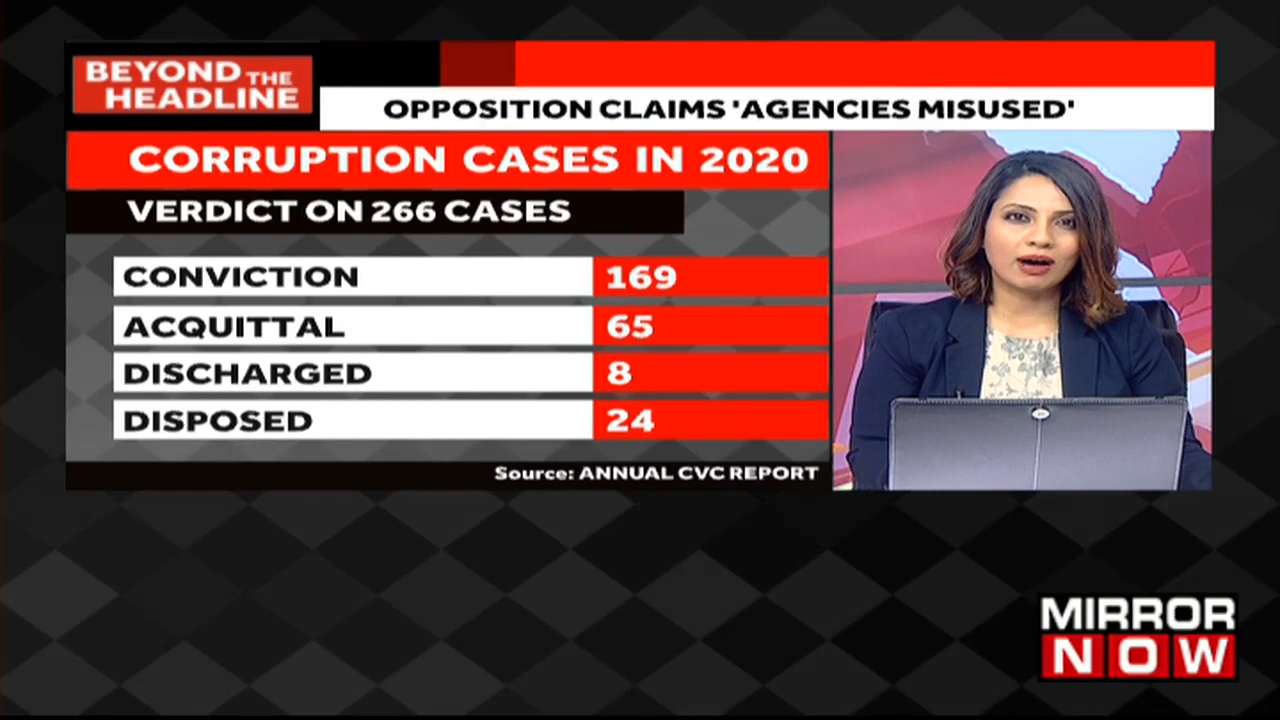 BEYOND THE
HEADLINE
OPPOSITION CLAIMS 'AGENCIES MISUSED'
CORRUPTION CASES IN 2020
VERDICT ON 266 CASES
CONVICTION 169
ACQUITTAL 65
DISCHARGED 8
DISPOSED 24
Source: ANNUAL CVC REPORT
MIRROR
NOW